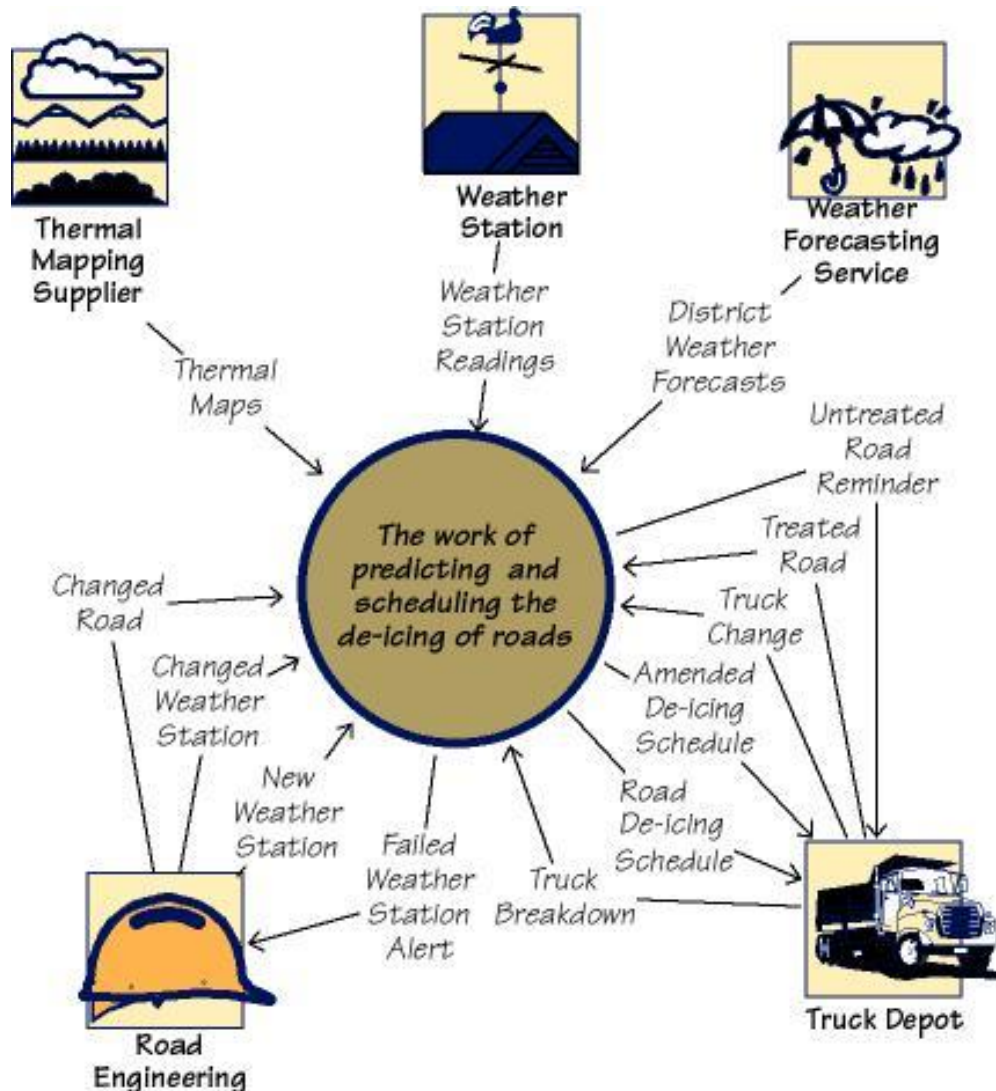 Thermal
Mapping
Supplier
Weather
Station
Weather
Forecasting
Service
Thermal
Maps
Weather
Station
Readings
District
Weather
Forecasts
Untreated
Road
Reminder
Treated
Road
Truck
Change
Amended
De-icing
Schedule
Road
De-icing
Schedule
Truck
Breakdown
The work of
predicting and
scheduling the
de-icing of roads
Changed
Road
Changed
Weather
Station
New
Weather
Station
Failed
Weather
Station
Alert
Road
Engineering
Truck Depot